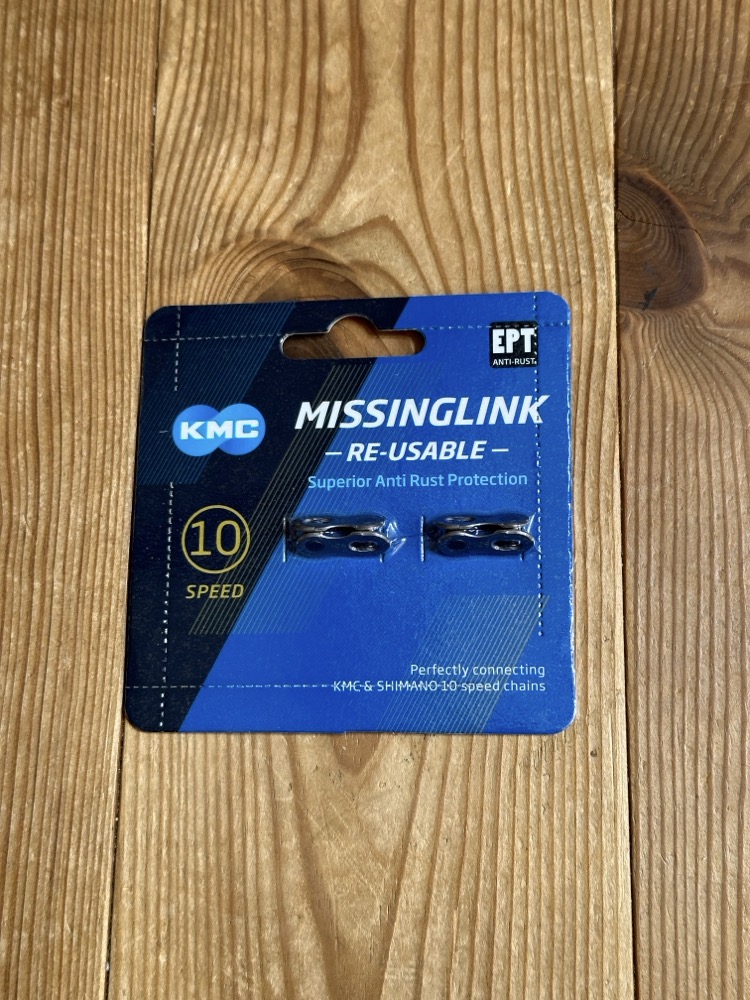 EPT
ANTI-RUST
KMC
MISSINGLINK
– RE-USABLE –
Superior Anti Rust Protection
10
SPEED
Perfectly connecting
KMC & SHIMANO 10 speed chains